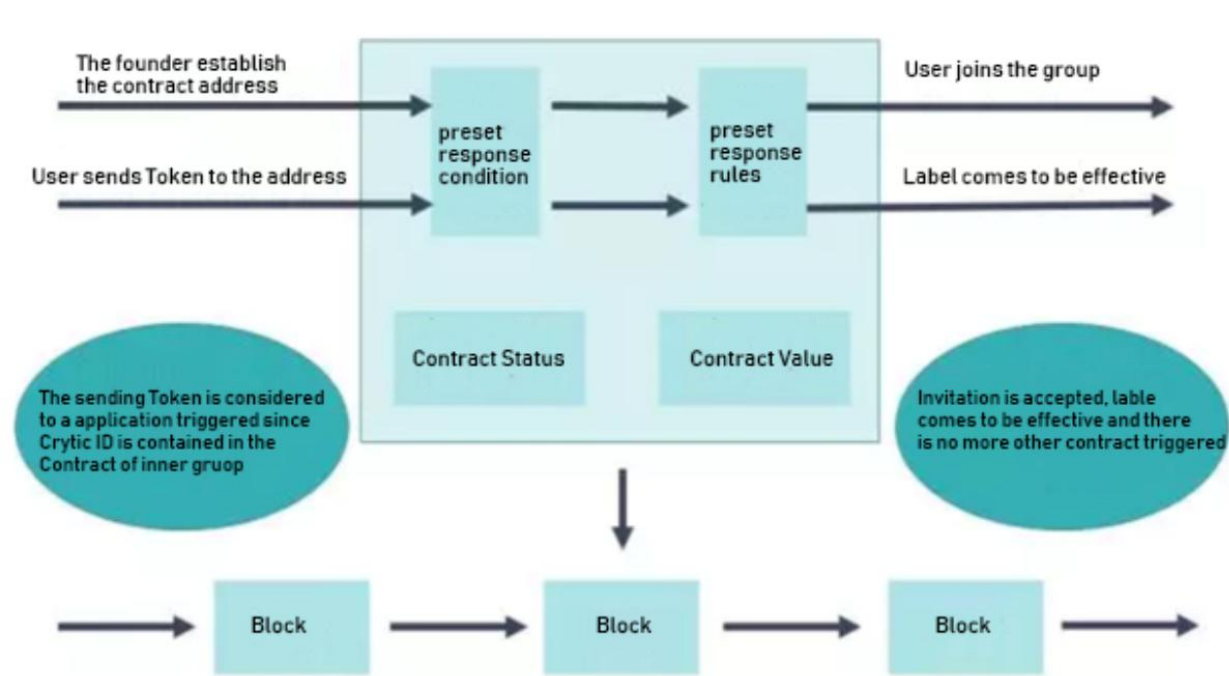 The founder establish
the contract address
User joins the group
preset
response
condition
preset
response
rules
User sends Token to the address
Label comes to be effective
Contract Status
Contract Value
The sending Token is considered
to a application triggered since
Crytic ID is contained in the
Contract of inner gruop
Invitation is accepted, lable
comes to be effective and there
is no more other contract triggered
Block
Block
Block